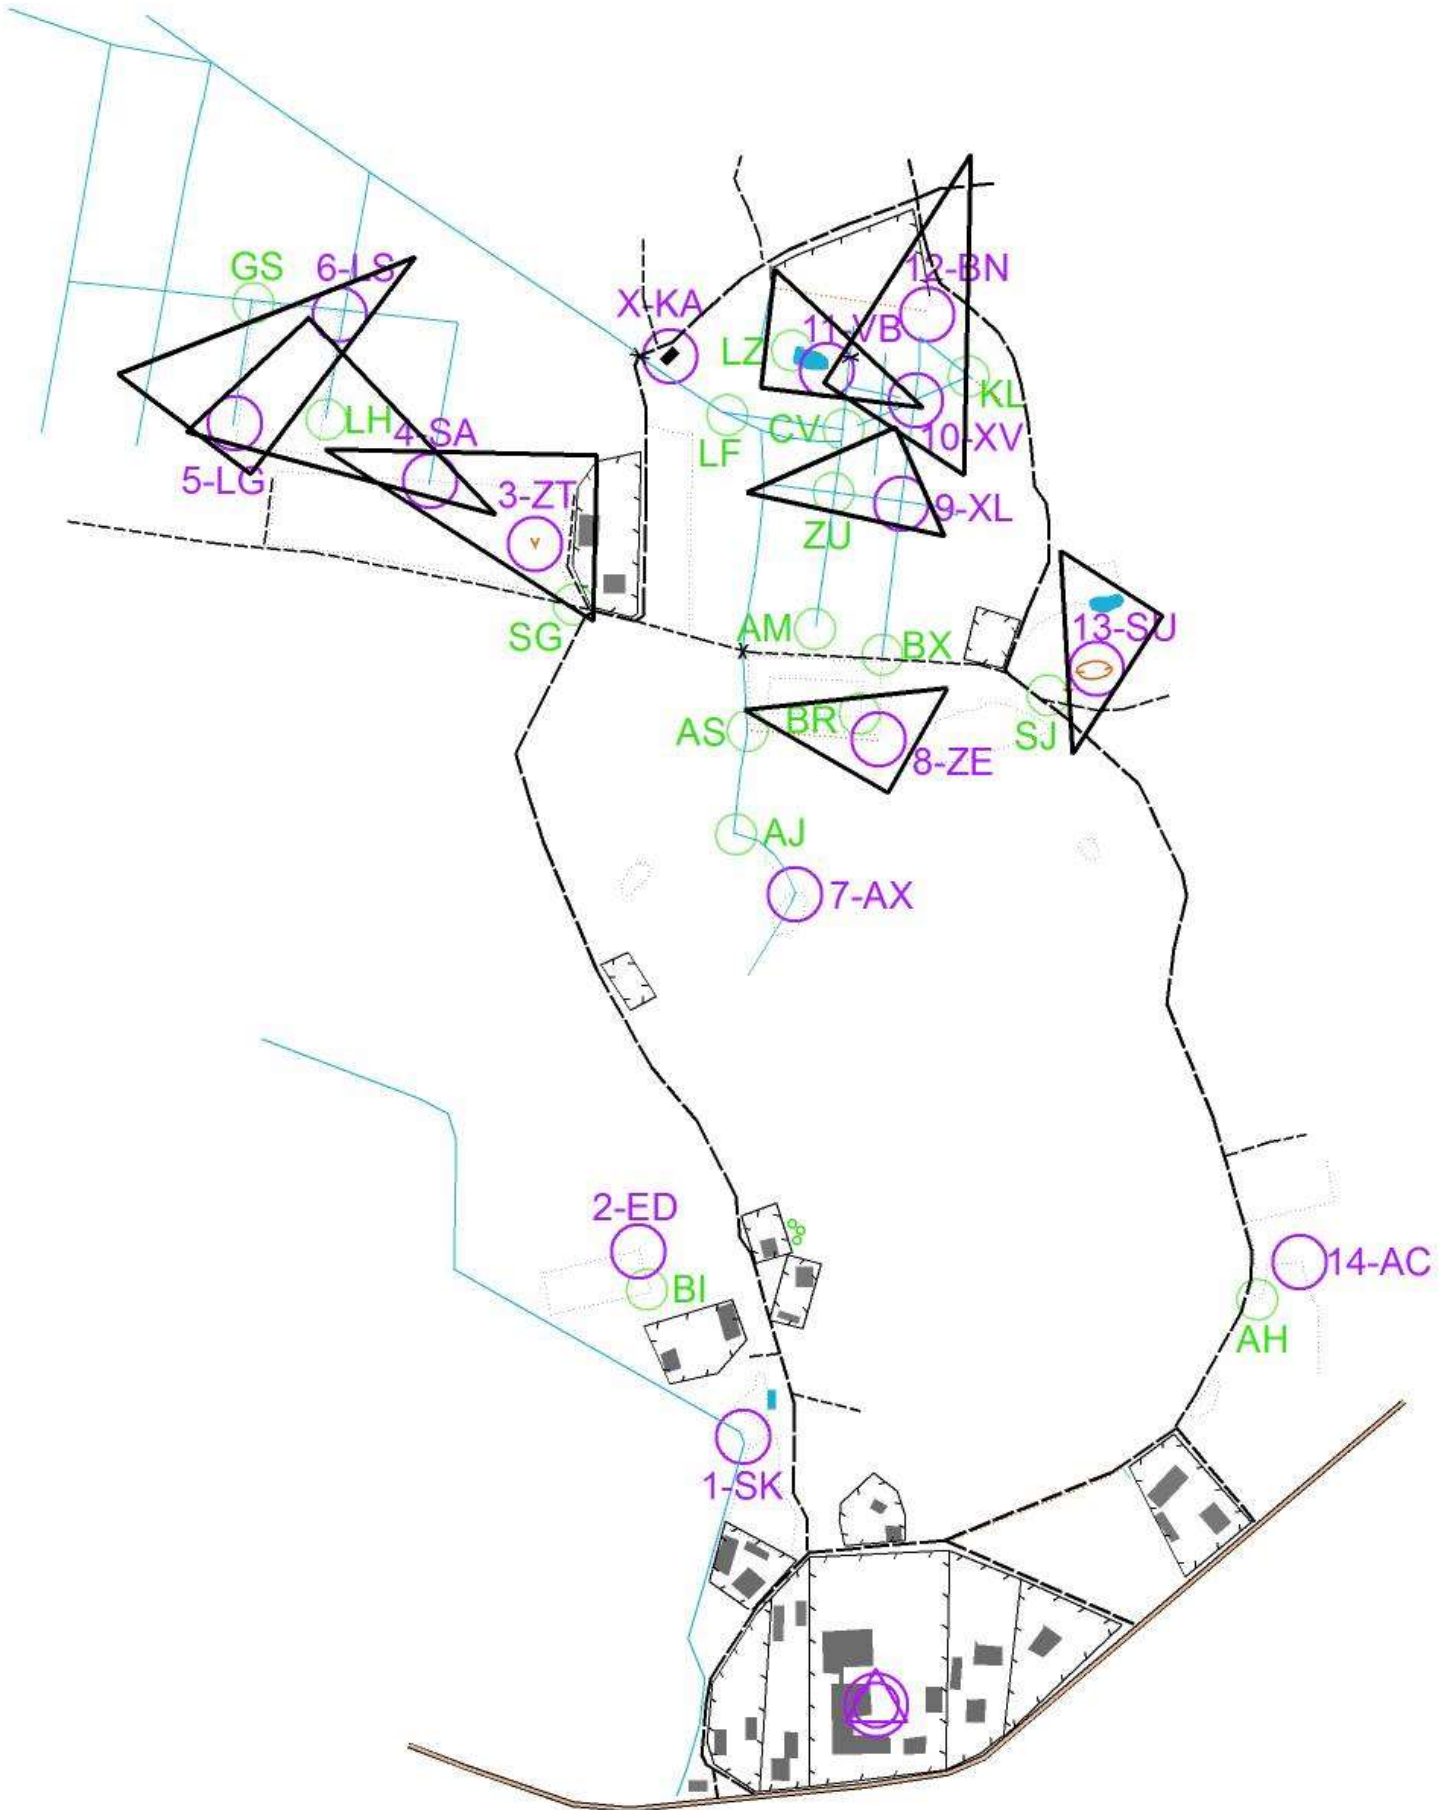 GS
6-LS
12-BN
X-KA
11-VB
LZ
KL
LH
4-SA
LF
CV
10-XV
5-LG
3-ZT
9-XL
ZU
SG
AM
BX
13-SU
AS
BR
SJ
8-ZE
AJ
7-AX
2-ED
14-AC
BI
AH
1-SK